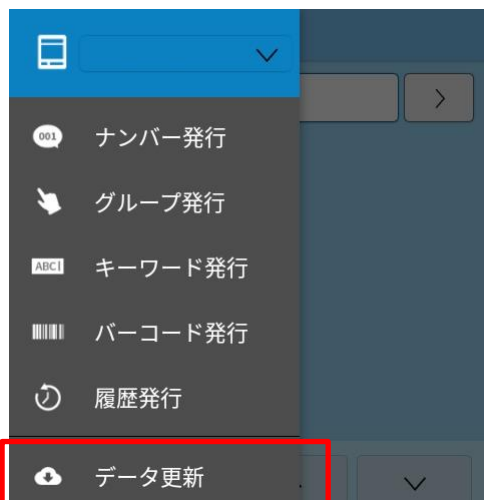 001 ナンバー発行
グループ発行
ABC キーワード発行
バーコード発行
履歴発行
データ更新